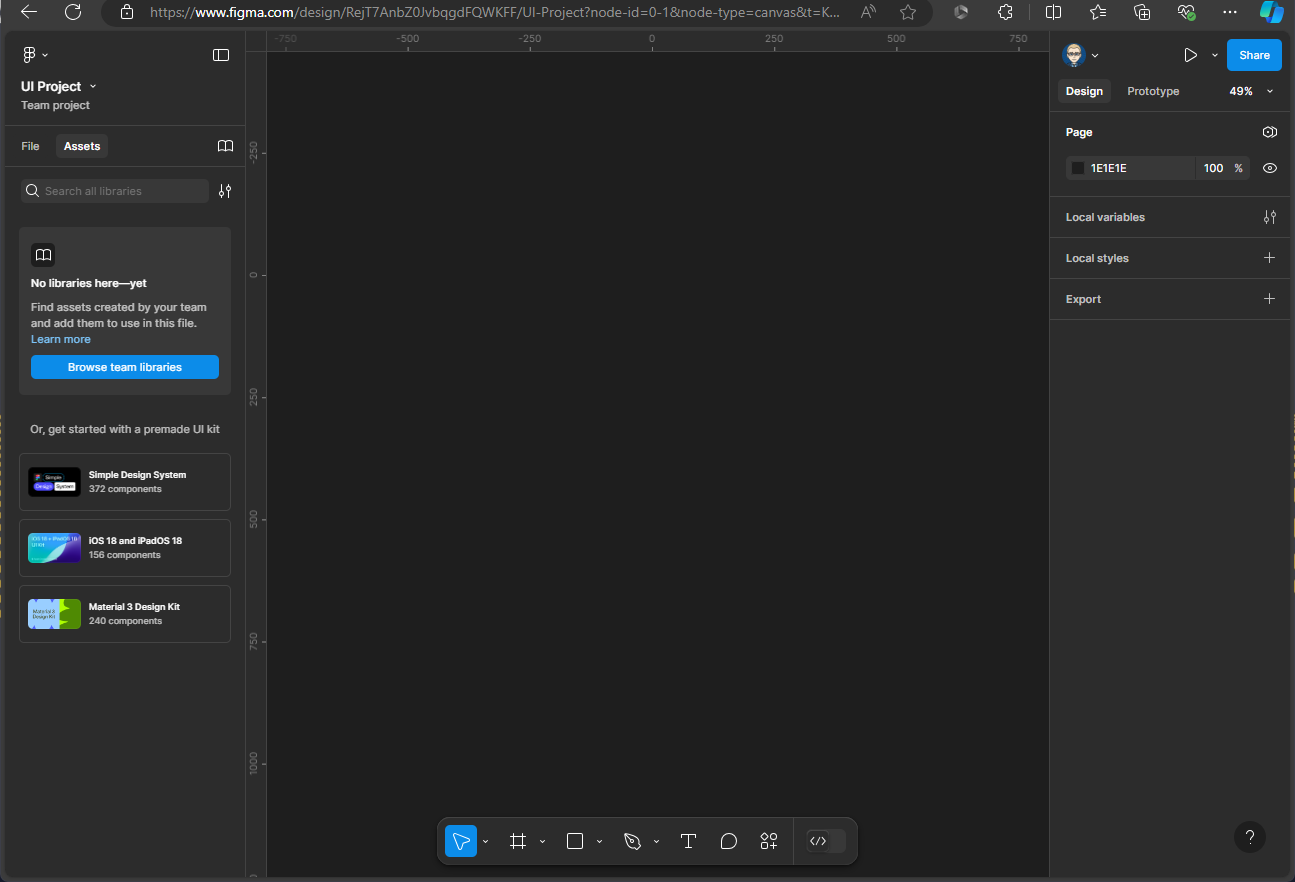 https://www.figma.com/design/RejT7AnbZ0JvbqgdFQWKFF/UI-Project?node-id=0-1&node-type=canvas&t=K...
-750 -500 -250 0 250 500 750
UI Project
Team project
Share
Design Prototype 49%
File Assets
Page
Search all libraries
1E1E1E 100 %
Local variables
Local styles
Export
No libraries here—yet
Find assets created by your team
and add them to use in this file.
Learn more
Browse team libraries
Or, get started with a premade UI kit
Simple
Design System
Simple Design System
372 components
iOS 18 and iPadOS 18
156 components
Material 3
Design Kit
Material 3 Design Kit
240 components
-250
0
250
500
750
1000
T
</>
?